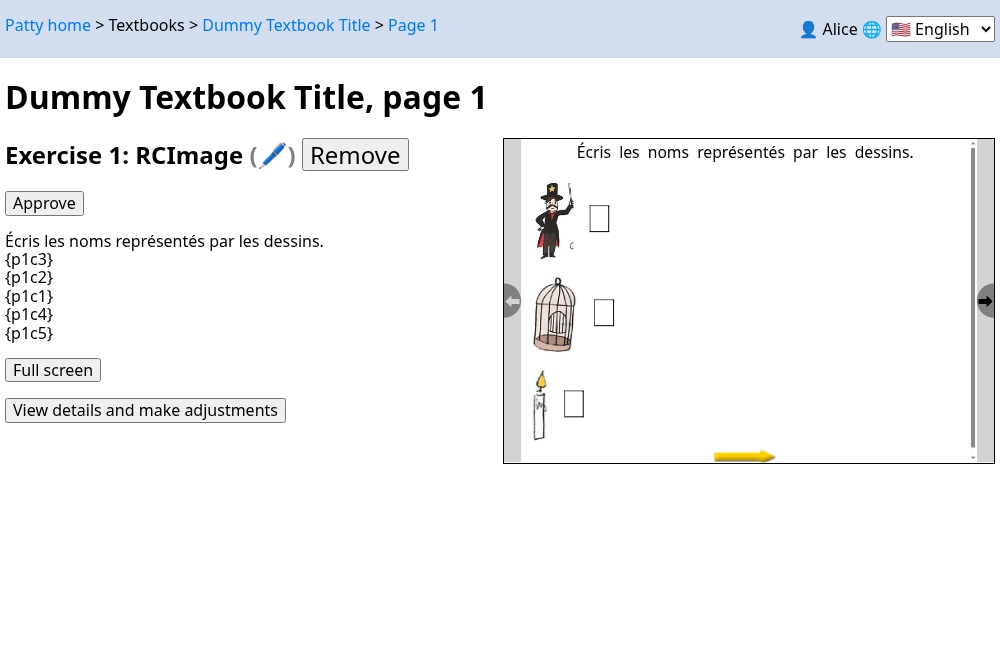 Patty home > Textbooks > Dummy Textbook Title > Page 1
Alice English
Dummy Textbook Title, page 1
Exercise 1: RCImage () Remove
Approve
Écris les noms représentés par les dessins.
{p1c3}
{p1c2}
{p1c1}
{p1c4}
{p1c5}
Full screen
View details and make adjustments
Écris les noms représentés par les dessins.